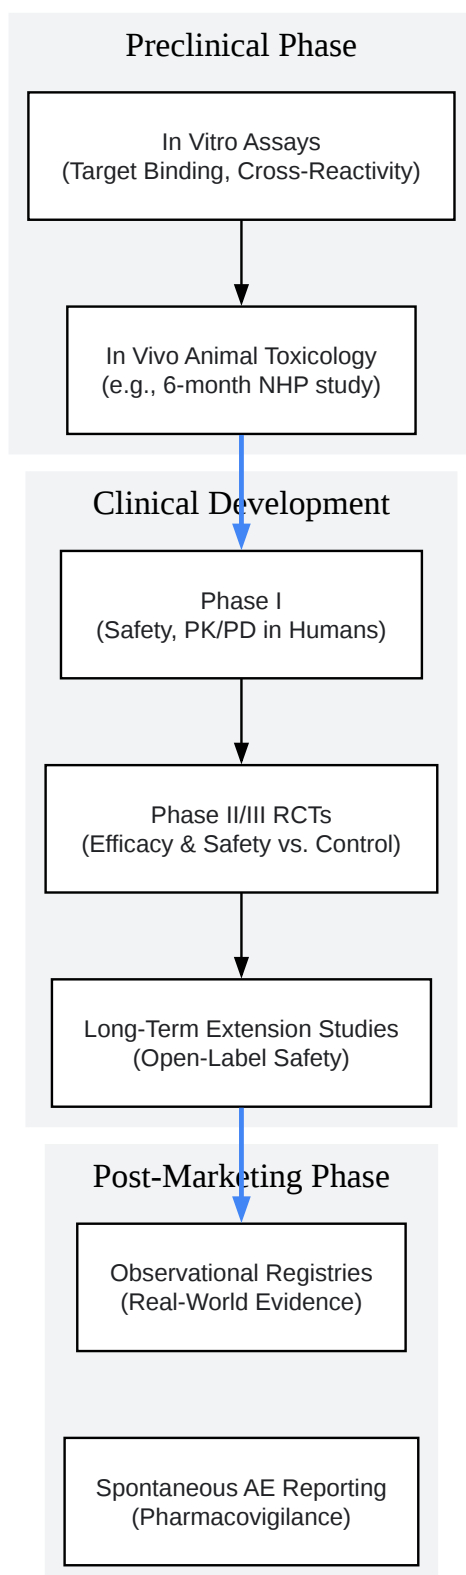 Preclinical Phase
In Vitro Assays
(Target Binding, Cross-Reactivity)
In Vivo Animal Toxicology
(e.g., 6-month NHP study)
Clinical Development
Phase I
(Safety, PK/PD in Humans)
Phase II/III RCTs
(Efficacy & Safety vs. Control)
Long-Term Extension Studies
(Open-Label Safety)
Post-Marketing Phase
Observational Registries
(Real-World Evidence)
Spontaneous AE Reporting
(Pharmacovigilance)